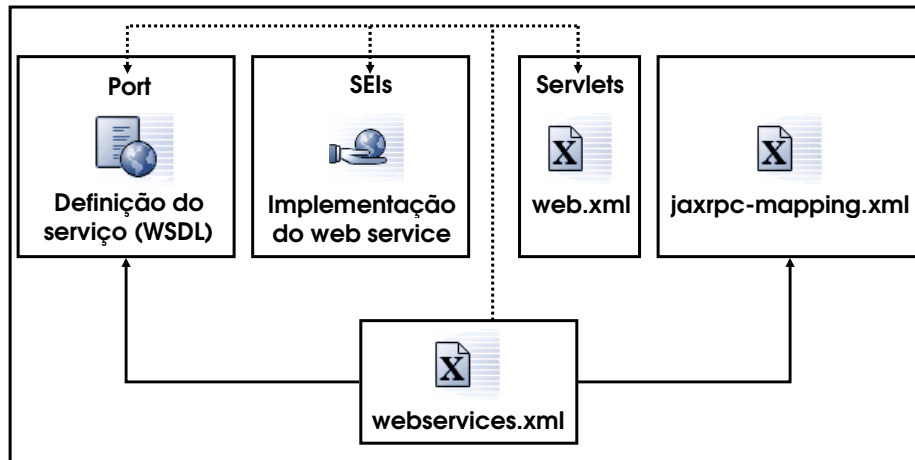 Port
Definição do
serviço (WSDL)
SEIs
Implementação
do web service
Servlets
X
web.xml
X
jaxrpc-mapping.xml
X
webservices.xml